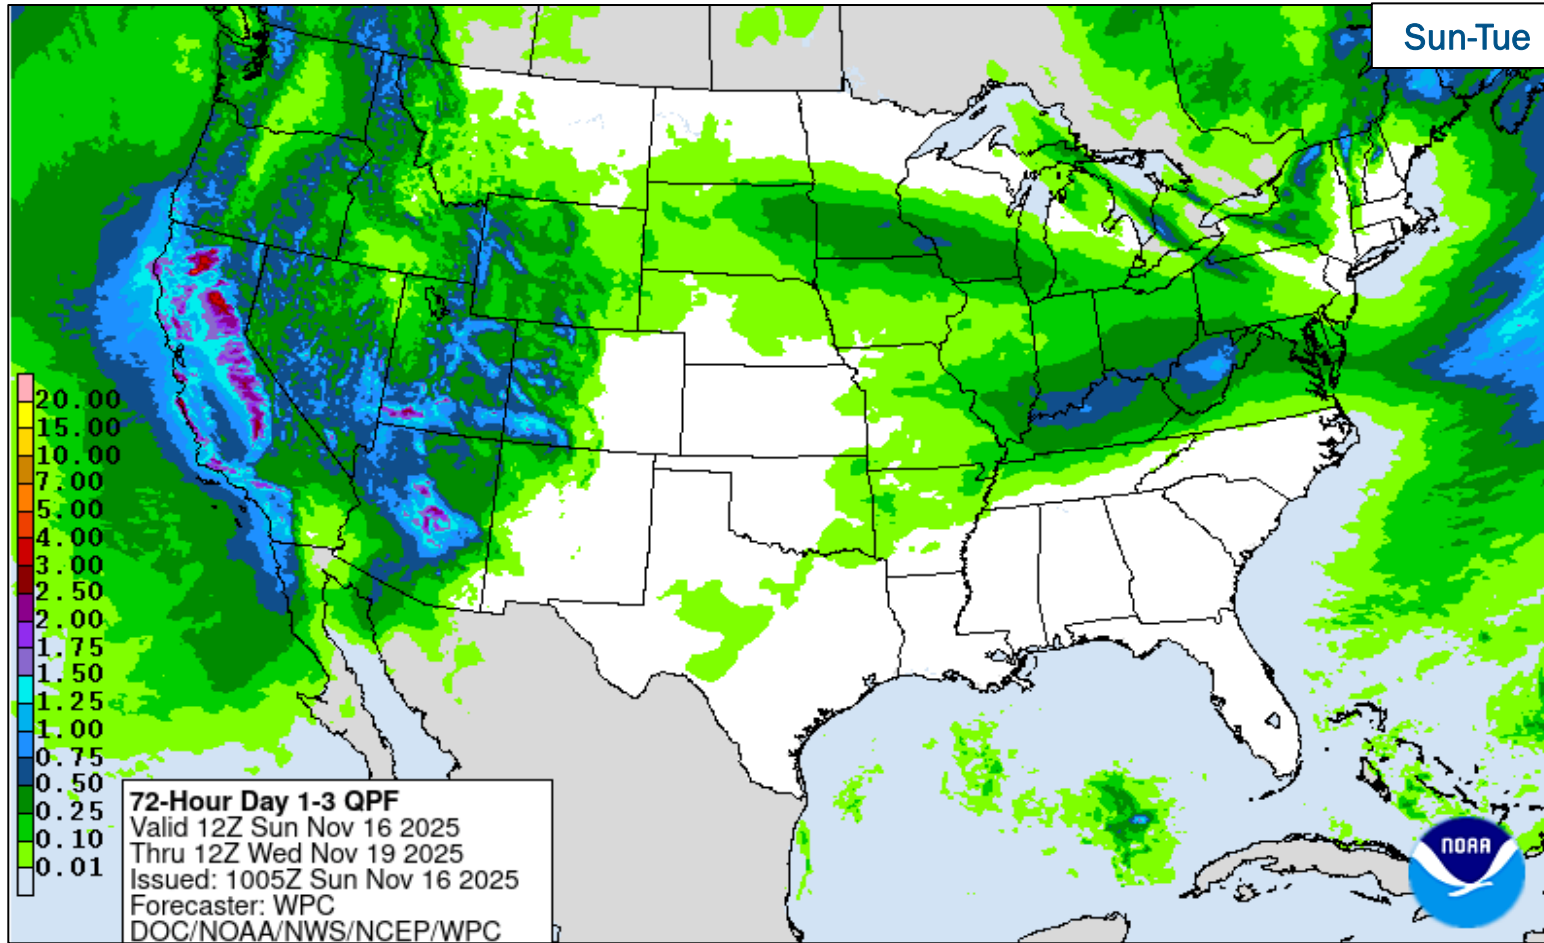 Sun-Tue
20.00
15.00
10.00
7.00
5.00
4.00
3.00
2.50
2.00
1.75
1.50
1.25
1.00
0.75
0.50
0.25
0.10
0.01
72-Hour Day 1-3 QPF
Valid 12Z Sun Nov 16 2025
Thru 12Z Wed Nov 19 2025
Issued: 1005Z Sun Nov 16 2025
Forecaster: WPC
DOC/NOAA/NWS/NCEP/WPC
NOAA